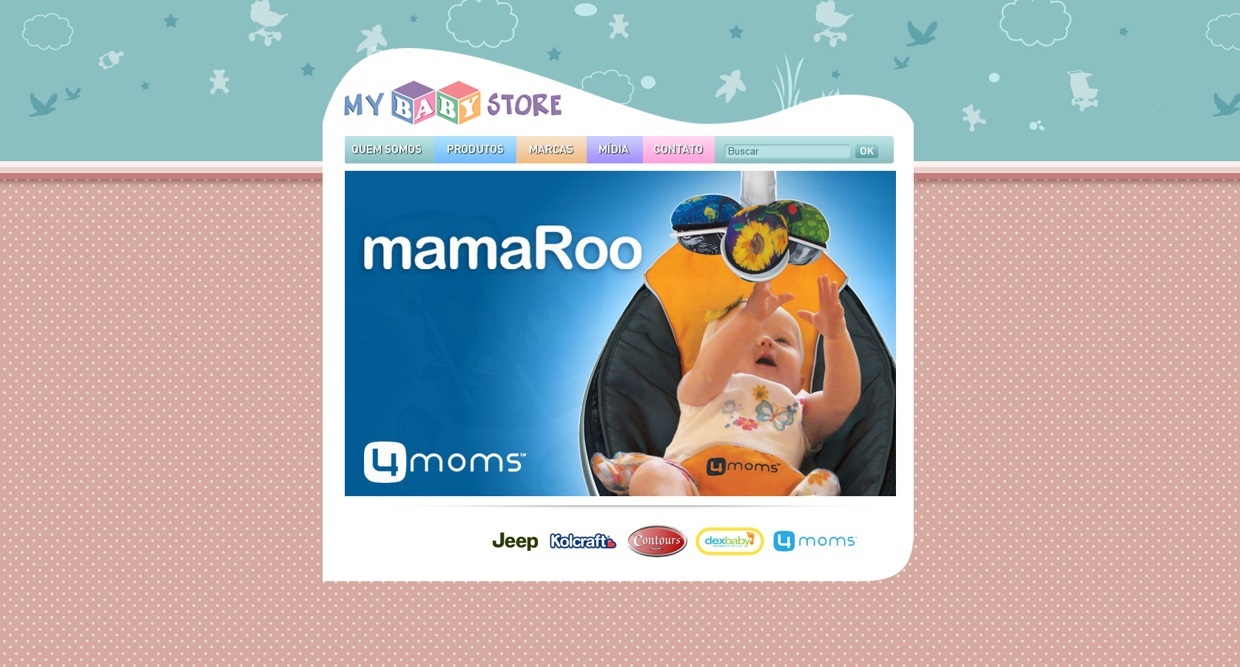 MY BABY STORE
QUEM SOMOS PRODUTOS MARCAS MÍDIA CONTATO Buscar OK
mamaRoo
4moms
4moms
Jeep Kolcraft Contours dexbaby 4moms